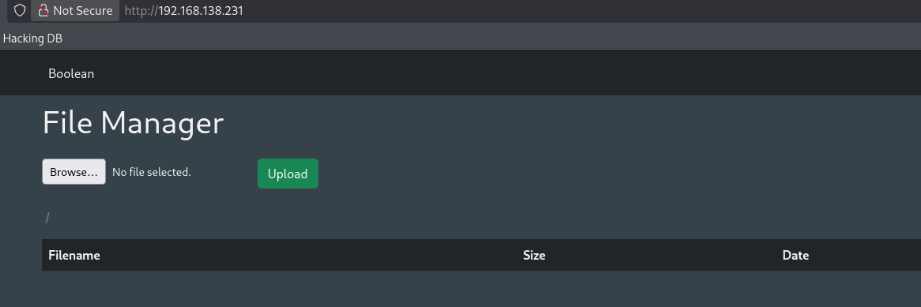 Not Secure http://192.168.138.231
Hacking DB
Boolean
File Manager
Browse... No file selected. Upload
/
Filename Size Date